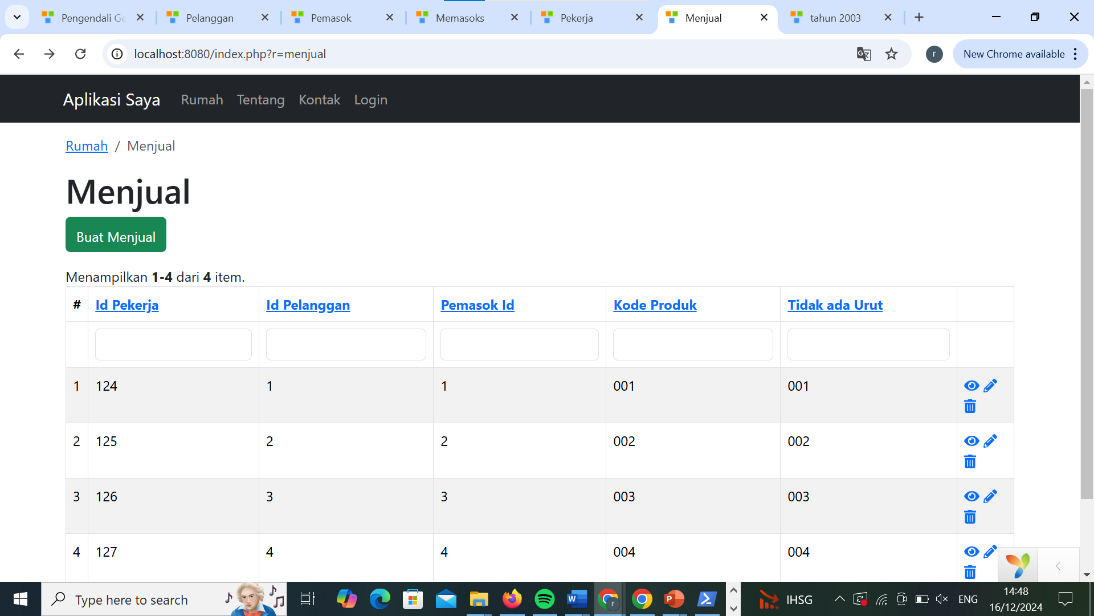 Pengendali Gu
Pelanggan
Pemasok
Memasoks
Pekerja
Menjual
tahun 2003
localhost:8080/index.php?r=menjual
r
New Chrome available
Aplikasi Saya
Rumah
Tentang
Kontak
Login
Rumah / Menjual
Menjual
Buat Menjual
Menampilkan 1-4 dari 4 item.
# Id Pekerja Id Pelanggan Pemasok Id Kode Produk Tidak ada Urut
1 124 1 1 001 001
2 125 2 2 002 002
3 126 3 3 003 003
4 127 4 4 004 004
Type here to search
IHSG
ENG
14:48
16/12/2024